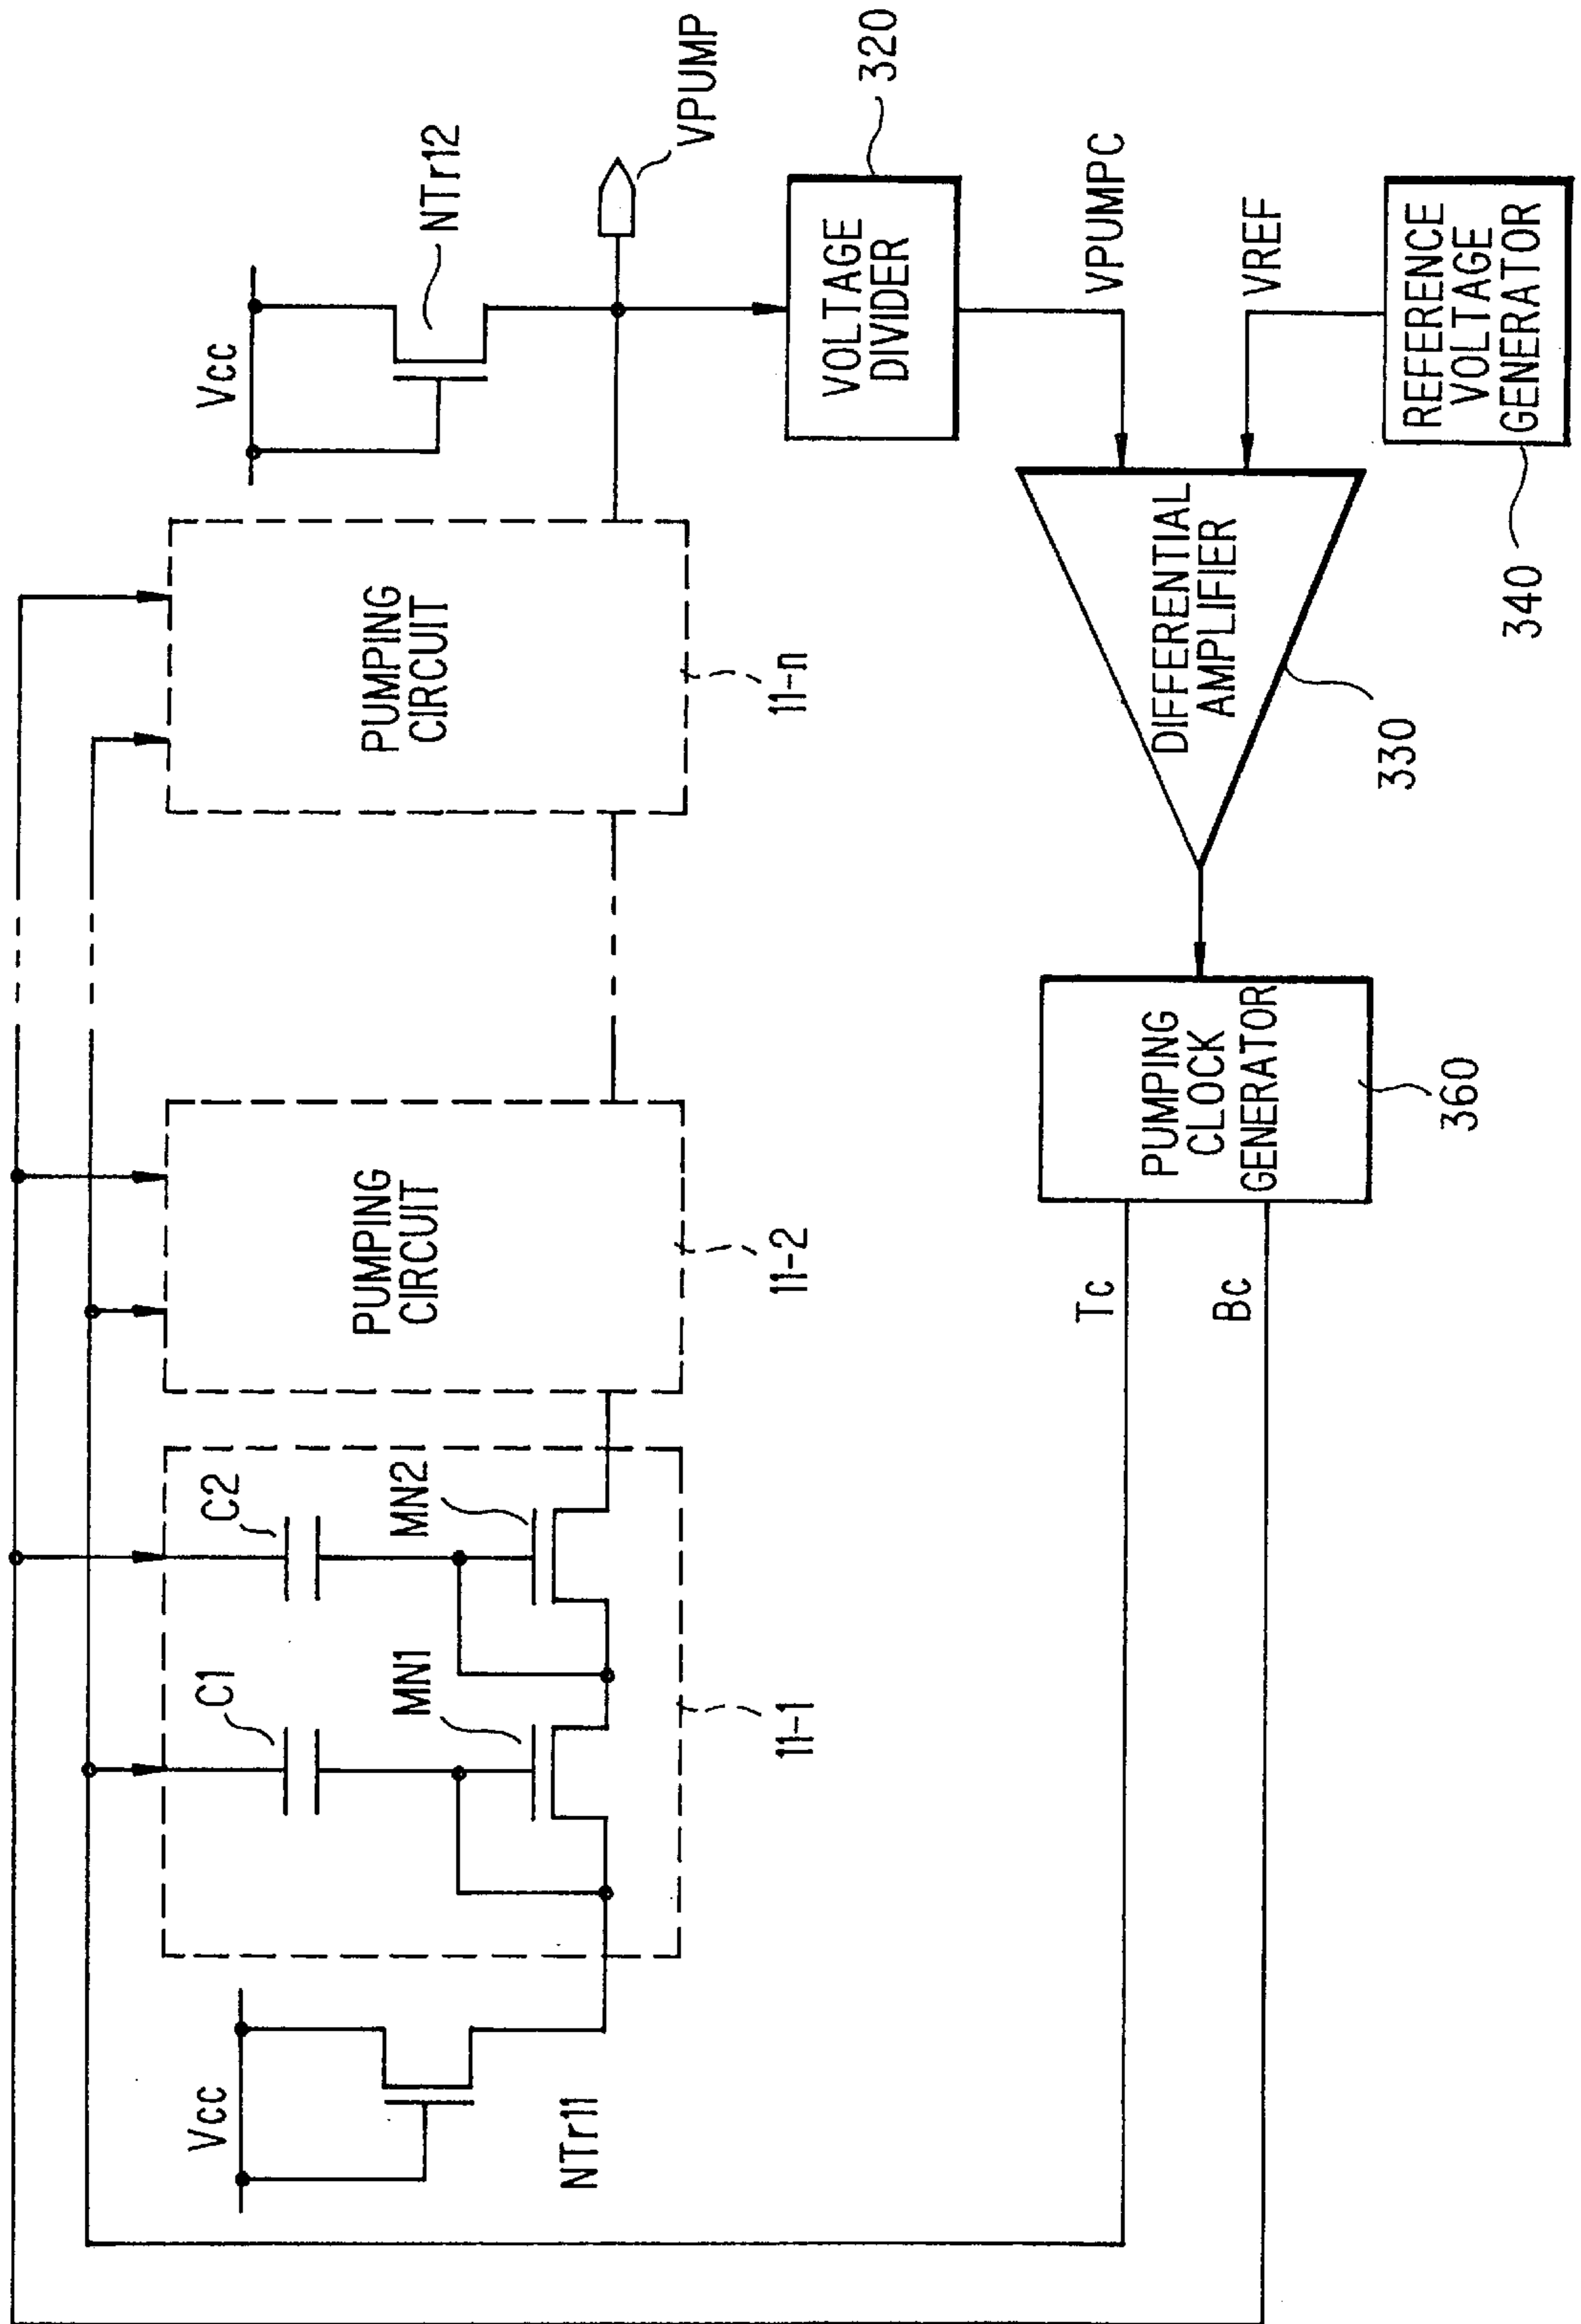 Vcc
NTr11
C1
C2
MN1
MN2
11-1
PUMPING
CIRCUIT
11-2
PUMPING
CIRCUIT
11-n
Vcc
NTr12
VPUMP
VOLTAGE
DIVIDER
320
VPUMPC
VREF
REFERENCE
VOLTAGE
GENERATOR
340
DIFFERENTIAL
AMPLIFIER
330
PUMPING
CLOCK
GENERATOR
360
Tc
Bc